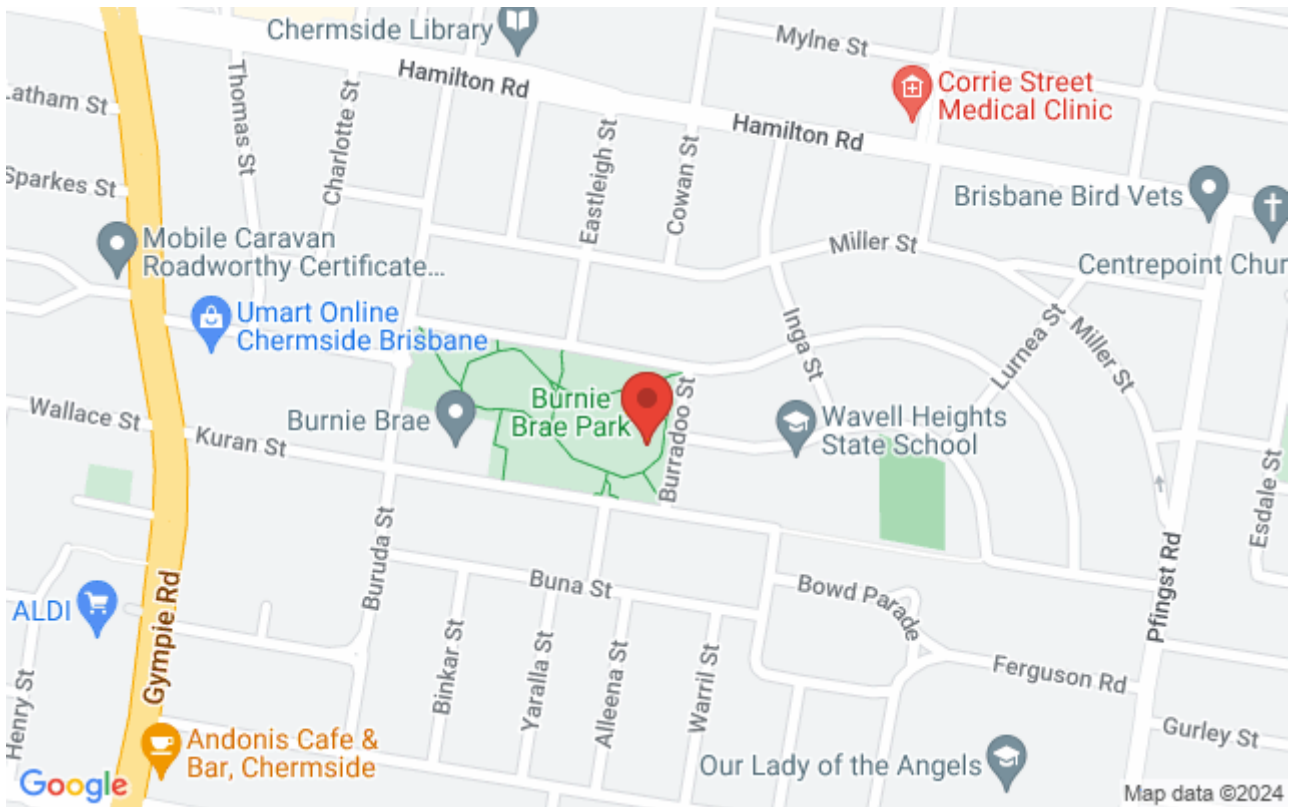 Chermside Library
Mylne St
Hamilton Rd
Corrie Street
Medical Clinic
Latham St
Thomas St
Charlotte St
Hamilton Rd
Eastleigh St
Cowan St
Sparkes St
Brisbane Bird Vets
Mobile Caravan
Roadworthy Certificate...
Miller St
Centrepoint Chur
Umart Online
Chermside Brisbane
Inga St
Lurnea St
Miller St
Burnie
Brae Park
Burnie Brae
Wallace St
Kuran St
Burradoo St
Wavell Heights
State School
Esdale St
Buruda St
Buna St
Bowd Parade
Pfingst Rd
ALDI
Gympie Rd
Binkar St
Yaralla St
Alleena St
Warril St
Ferguson Rd
Henry St
Gurley St
Andonis Cafe &
Bar, Chermside
Our Lady of the Angels
Google
Map data ©2024